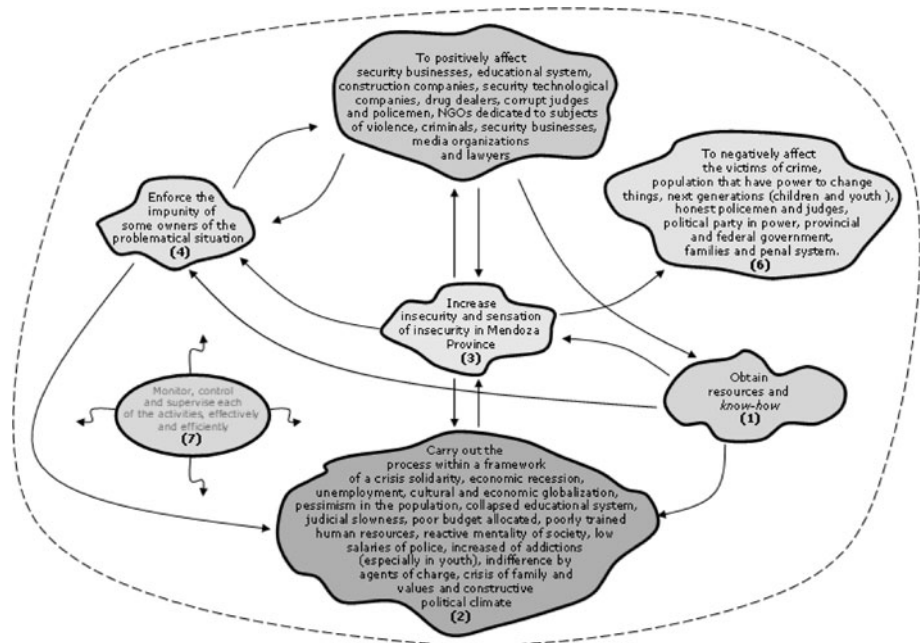 To positively affect
security businesses, educational system,
construction companies, security technological
companies, drug dealers, corrupt judges
and policemen, NGOs dedicated to subjects
of violence, criminals, security businesses,
media organizations
and lawyers
To negatively affect
the victims of crime,
population that have power to change
things, next generations (children and youth ),
honest policemen and judges,
political party in power, provincial
and federal government,
families and penal system.
(6)
Enforce the
impunity of
some owners of the
problematical situation
(4)
Increase
insecurity and sensation
of insecurity in Mendoza
Province
(3)
Obtain
resources and
know-how
(1)
Monitor, control
and supervise each
of the activities, effectively
and efficiently
(7)
Carry out the
process within a framework
of a crisis solidarity, economic recession,
unemployment, cultural and economic globalization,
pessimism in the population, collapsed educational system,
judicial slowness, poor budget allocated, poorly trained
human resources, reactive mentality of society, low
salaries of police, increased of addictions
(especially in youth), indifference by
agents of charge, crisis of family and
values and constructive
political climate
(2)